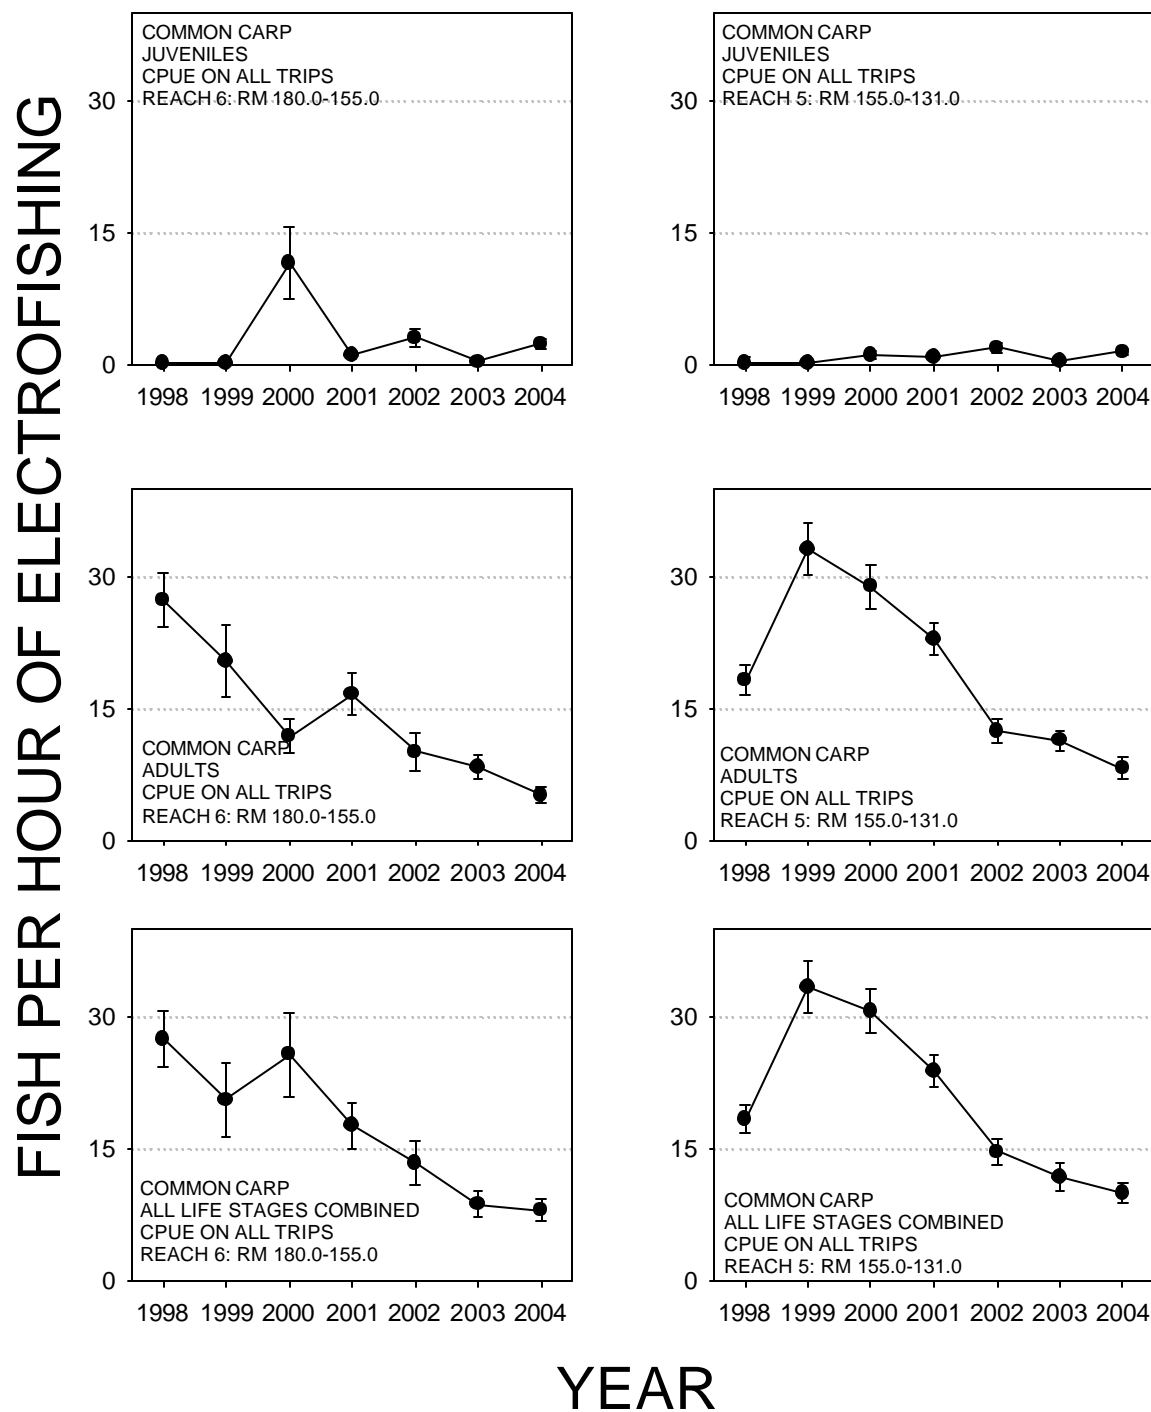 FISH PER HOUR OF ELECTROFISHING
COMMON CARP
JUVENILES
CPUE ON ALL TRIPS
REACH 6: RM 180.0-155.0
30
15
0
1998 1999 2000 2001 2002 2003 2004
COMMON CARP
JUVENILES
CPUE ON ALL TRIPS
REACH 5: RM 155.0-131.0
30
15
0
1998 1999 2000 2001 2002 2003 2004
30
15
COMMON CARP
ADULTS
CPUE ON ALL TRIPS
REACH 6: RM 180.0-155.0
0
1998 1999 2000 2001 2002 2003 2004
30
15
COMMON CARP
ADULTS
CPUE ON ALL TRIPS
REACH 5: RM 155.0-131.0
0
1998 1999 2000 2001 2002 2003 2004
30
15
COMMON CARP
ALL LIFE STAGES COMBINED
CPUE ON ALL TRIPS
REACH 6: RM 180.0-155.0
0
1998 1999 2000 2001 2002 2003 2004
30
15
COMMON CARP
ALL LIFE STAGES COMBINED
CPUE ON ALL TRIPS
REACH 5: RM 155.0-131.0
0
1998 1999 2000 2001 2002 2003 2004
YEAR